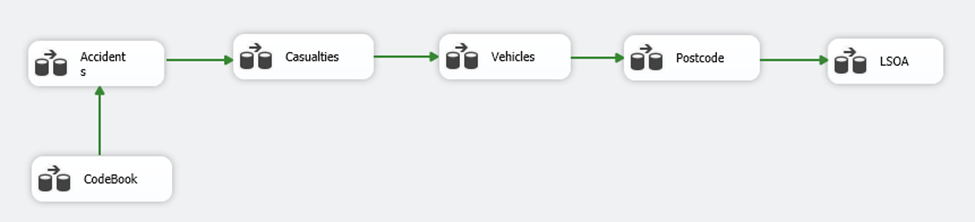 Accident
s
Casualties
Vehicles
Postcode
LSOA
CodeBook